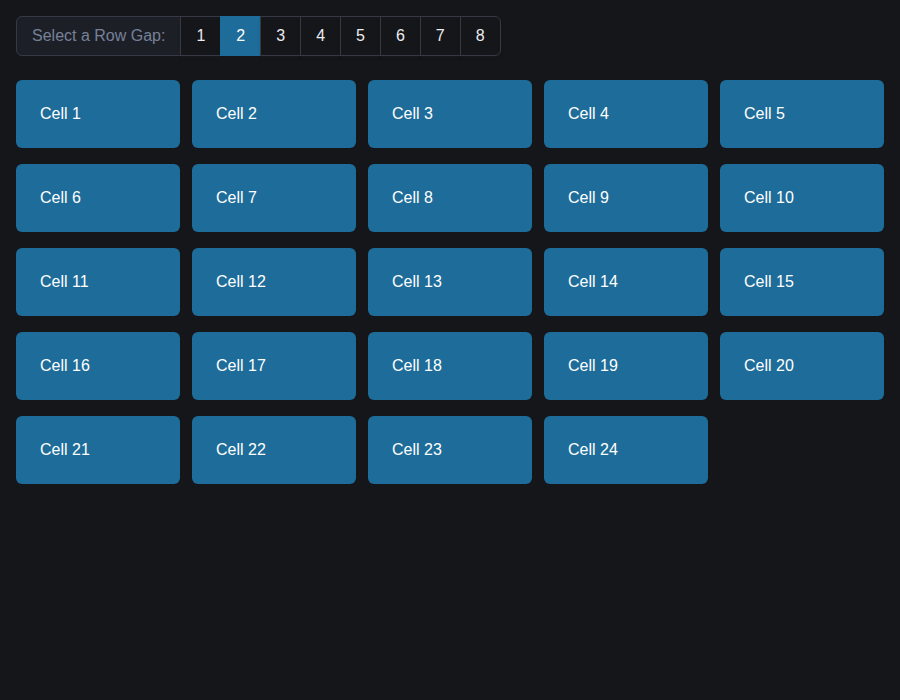 Select a Row Gap: 1 2 3 4 5 6 7 8
Cell 1 Cell 2 Cell 3 Cell 4 Cell 5
Cell 6 Cell 7 Cell 8 Cell 9 Cell 10
Cell 11 Cell 12 Cell 13 Cell 14 Cell 15
Cell 16 Cell 17 Cell 18 Cell 19 Cell 20
Cell 21 Cell 22 Cell 23 Cell 24